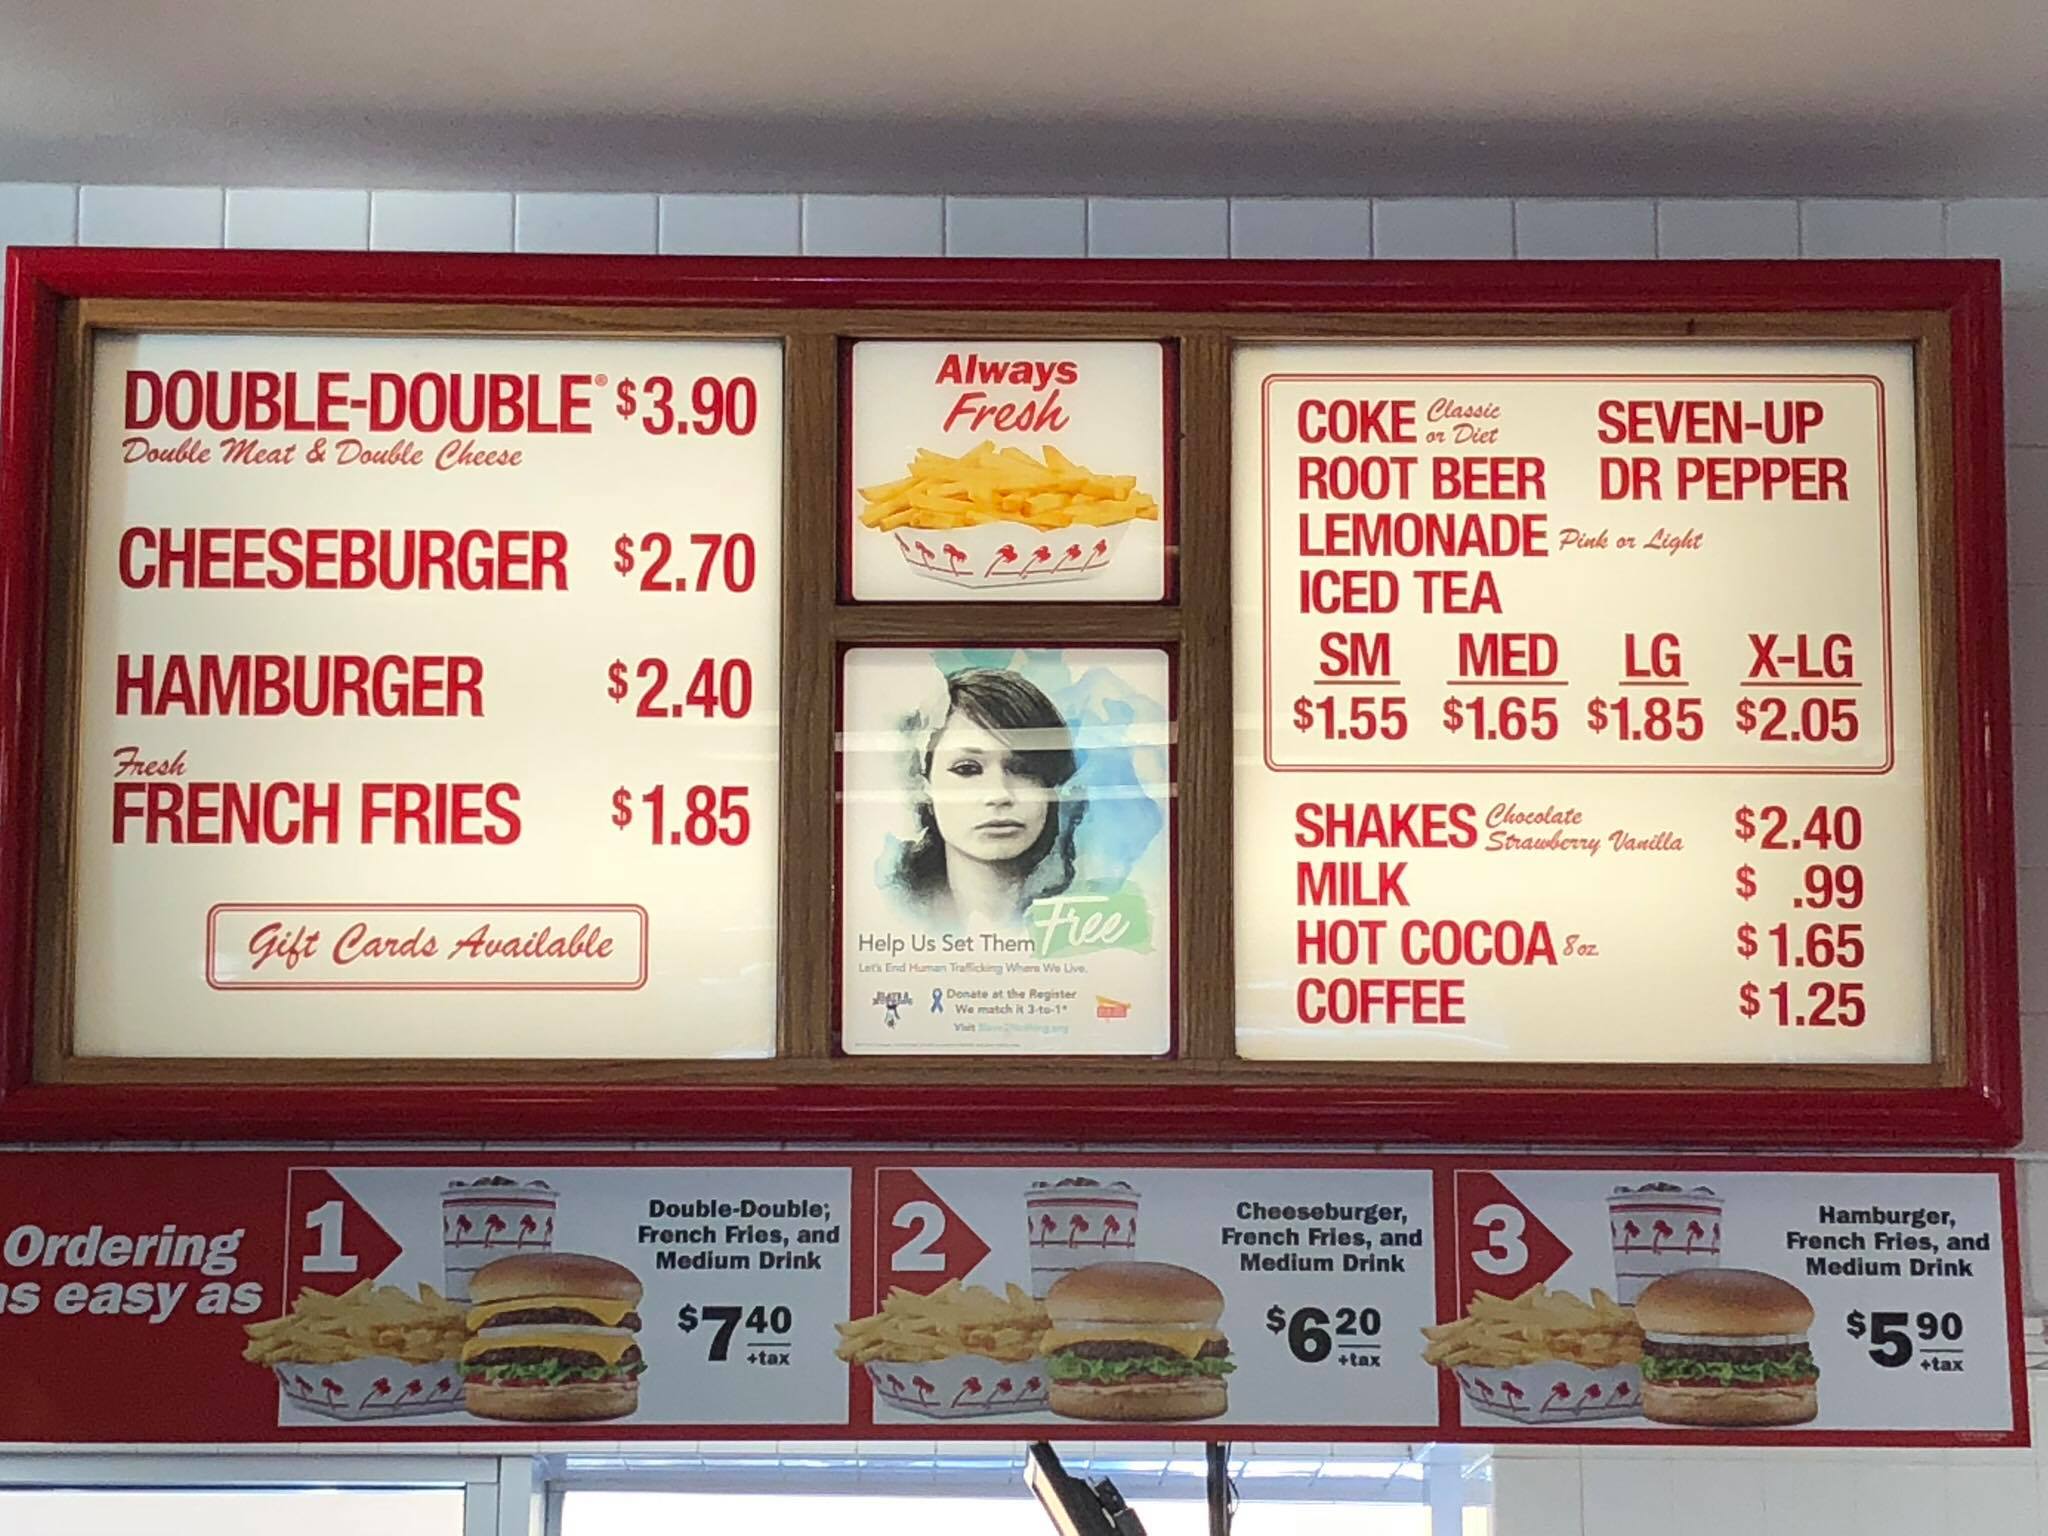 DOUBLE-DOUBLE® $3.90
Double Meat & Double Cheese
CHEESEBURGER $2.70
HAMBURGER $2.40
Fresh
FRENCH FRIES $1.85
Gift Cards Available
Always
Fresh
Help Us Set Them Free
Let's End Human Trafficking Where We Live.
Donate at the Register
We match it 3-to-1*
Visit Slave2Nothing.org
COKE Classic or Diet SEVEN-UP
ROOT BEER DR PEPPER
LEMONADE Pink or Light
ICED TEA
SM MED LG X-LG
$1.55 $1.65 $1.85 $2.05
SHAKES Chocolate Strawberry Vanilla $2.40
MILK $ .99
HOT COCOA 8 oz. $1.65
COFFEE $1.25
Ordering
as easy as
1
Double-Double,
French Fries, and
Medium Drink
$7.40
+tax
2
Cheeseburger,
French Fries, and
Medium Drink
$6.20
+tax
3
Hamburger,
French Fries, and
Medium Drink
$5.90
+tax